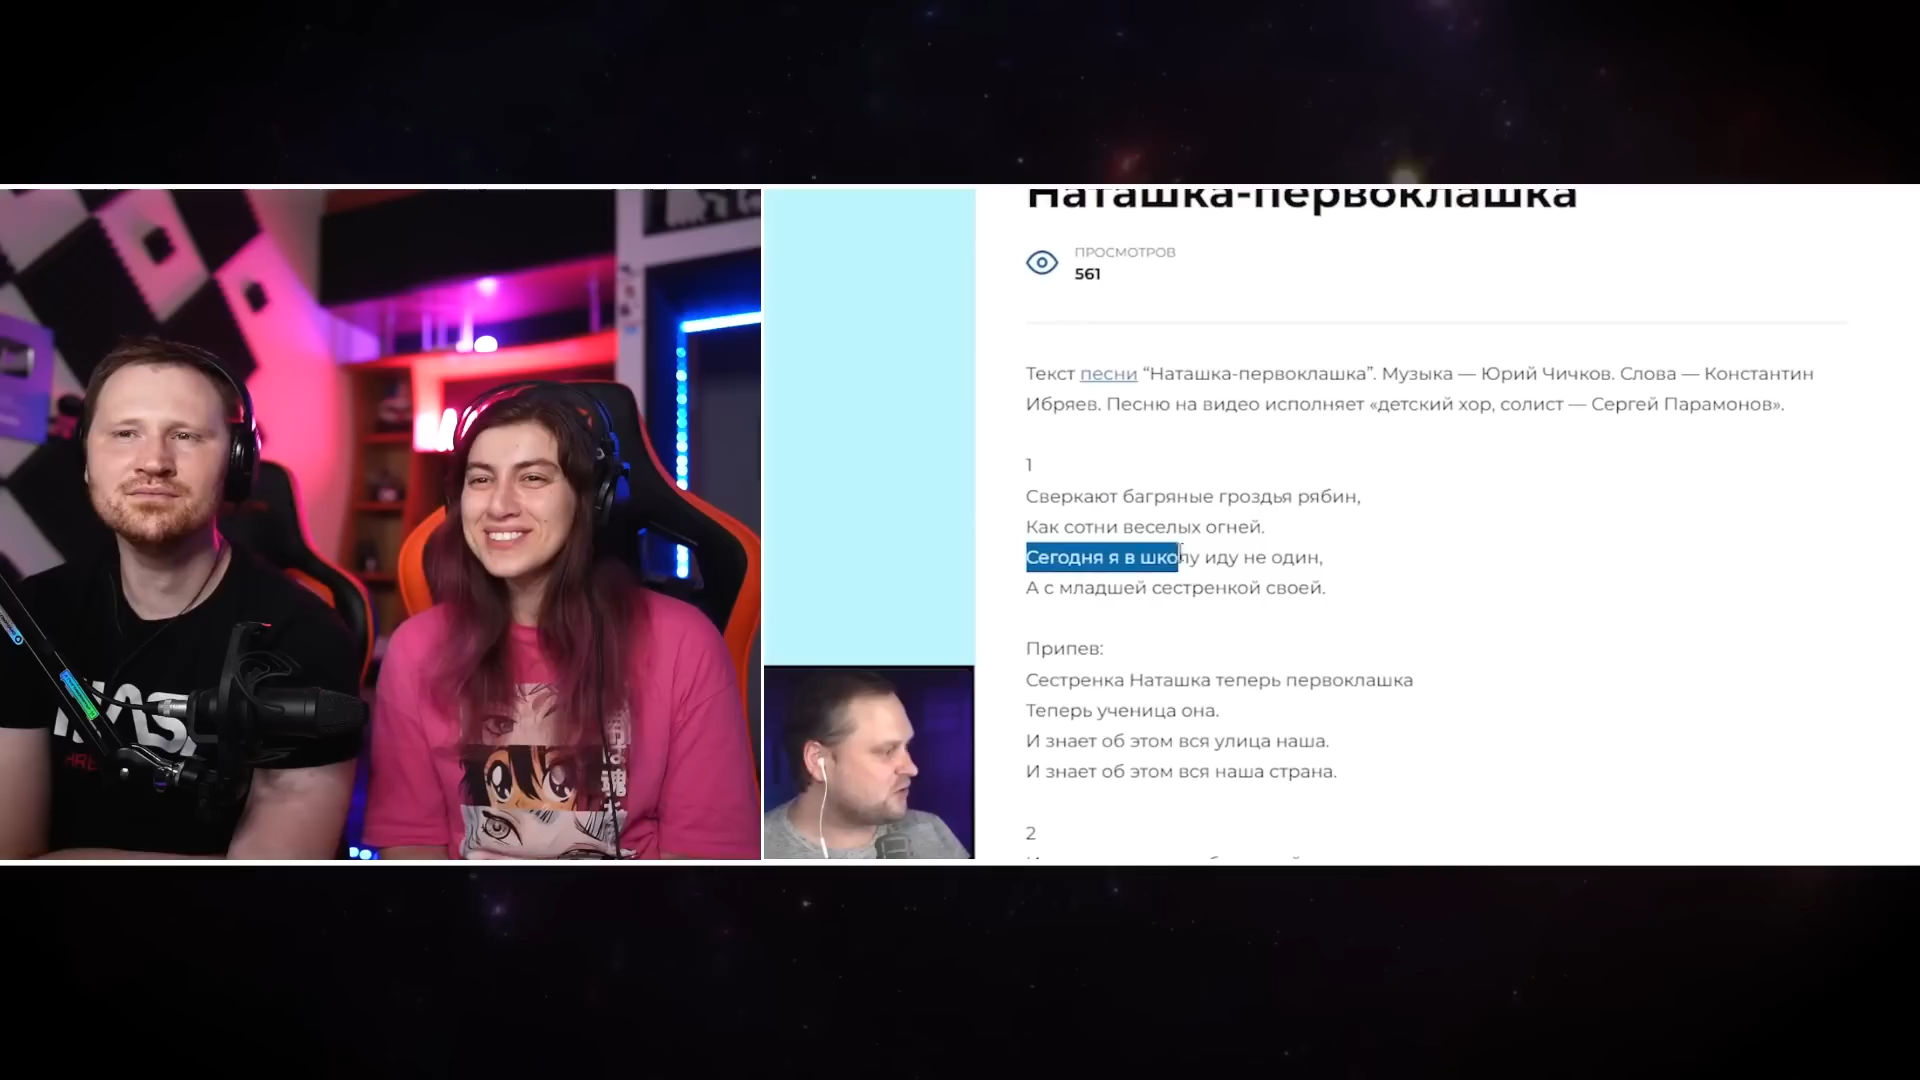 Наташка-первоклашка
ПРОСМОТРОВ
561
Текст песни “Наташка-первоклашка”. Музыка — Юрий Чичков. Слова — Константин
Ибряев. Песню на видео исполняет «детский хор, солист — Сергей Парамонов».
1
Сверкают багряные гроздья рябин,
Как сотни веселых огней.
Сегодня я в школу иду не один,
А с младшей сестренкой своей.
Припев:
Сестренка Наташка теперь первоклашка
Теперь ученица она.
И знает об этом вся улица наша.
И знает об этом вся наша страна.
2